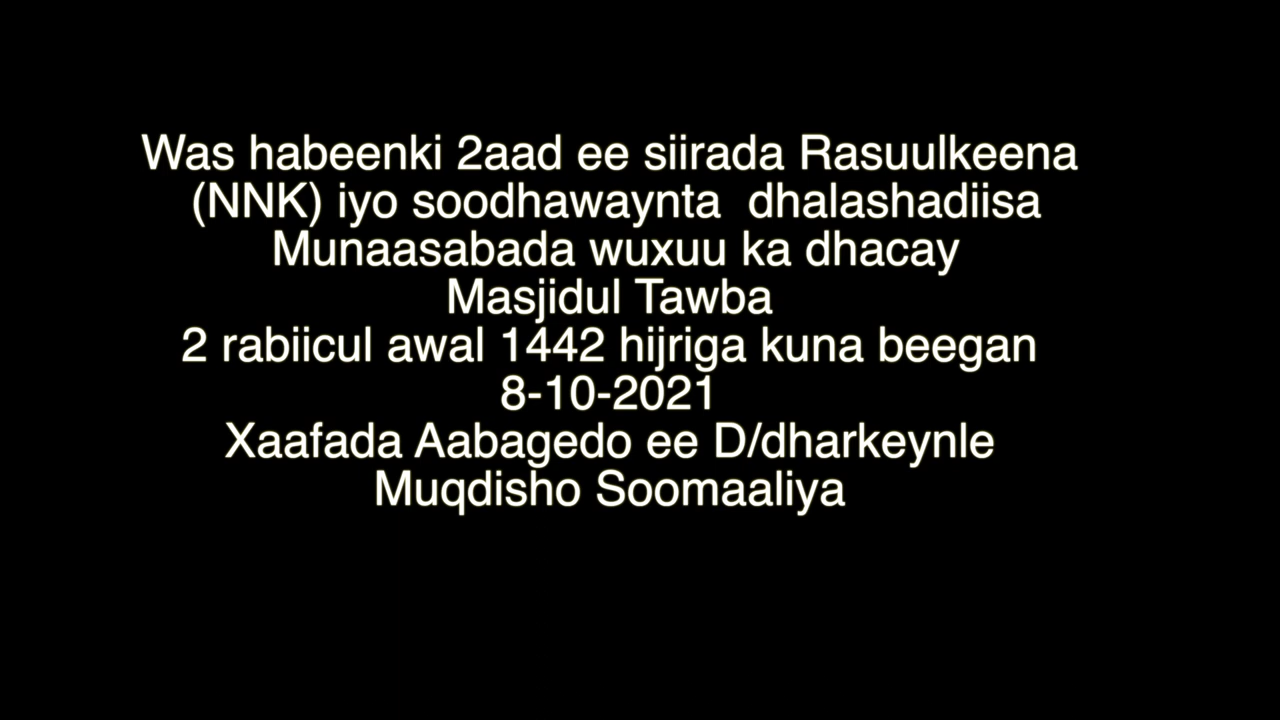 Was habeenki 2aad ee siirada Rasuulkeena
(NNK) iyo soodhawaynta dhalashadiisa
Munaasabada wuxuu ka dhacay
Masjidul Tawba
2 rabiicul awal 1442 hijriga kuna beegan
8-10-2021
Xaafada Aabagedo ee D/dharkeynle
Muqdisho Soomaaliya